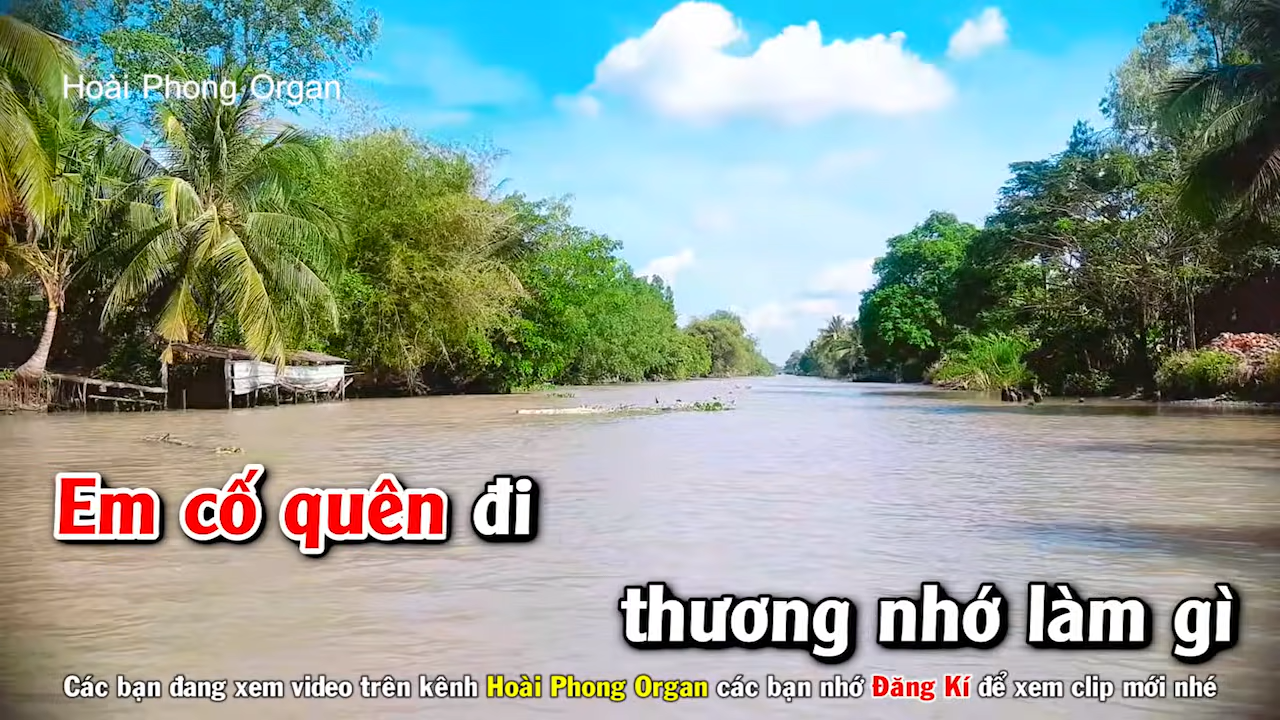 Hoài Phong Organ
Em cố quên đi
thương nhớ làm gì
Các bạn đang xem video trên kênh Hoài Phong Organ các bạn nhớ Đăng Kí để xem clip mới nhé